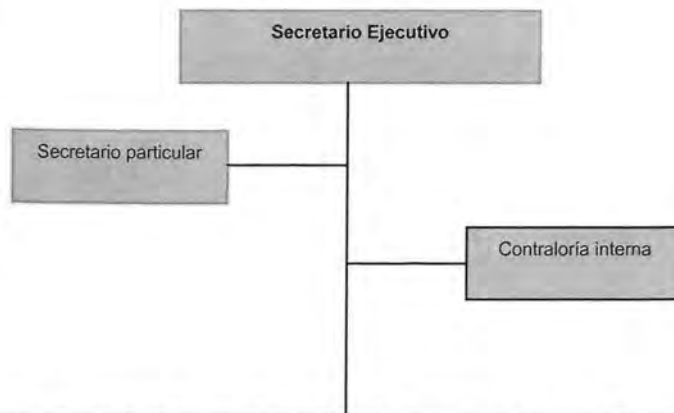 Secretario Ejecutivo
Secretario particular
Contraloría interna